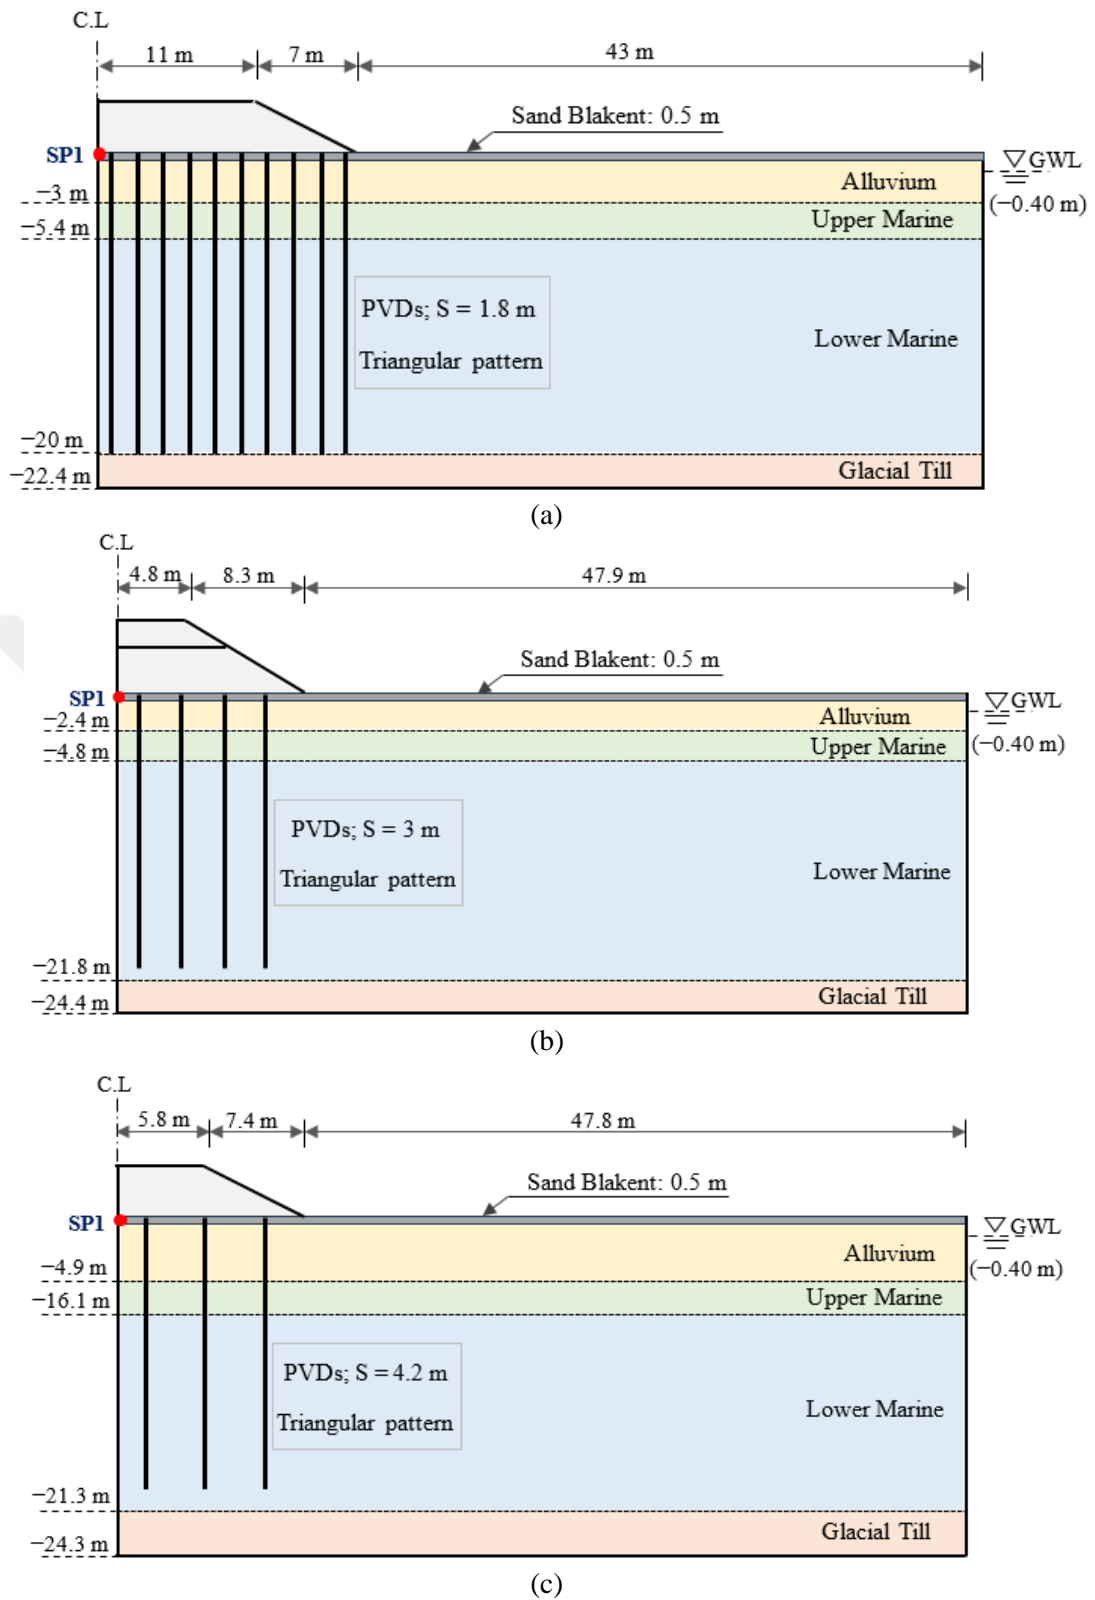 C.L
11 m
7 m
43 m
Sand Blakent: 0.5 m
SP1
GWL
Alluvium
−3 m
(−0.40 m)
Upper Marine
−5.4 m
PVDs; S = 1.8 m
Lower Marine
Triangular pattern
−20 m
Glacial Till
−22.4 m
(a)
C.L
4.8 m
8.3 m
47.9 m
Sand Blakent: 0.5 m
SP1
GWL
Alluvium
−2.4 m
(−0.40 m)
Upper Marine
−4.8 m
PVDs; S = 3 m
Lower Marine
Triangular pattern
−21.8 m
Glacial Till
−24.4 m
(b)
C.L
5.8 m
7.4 m
47.8 m
Sand Blakent: 0.5 m
SP1
GWL
Alluvium
−4.9 m
(−0.40 m)
Upper Marine
−16.1 m
PVDs; S = 4.2 m
Lower Marine
Triangular pattern
−21.3 m
Glacial Till
−24.3 m
(c)